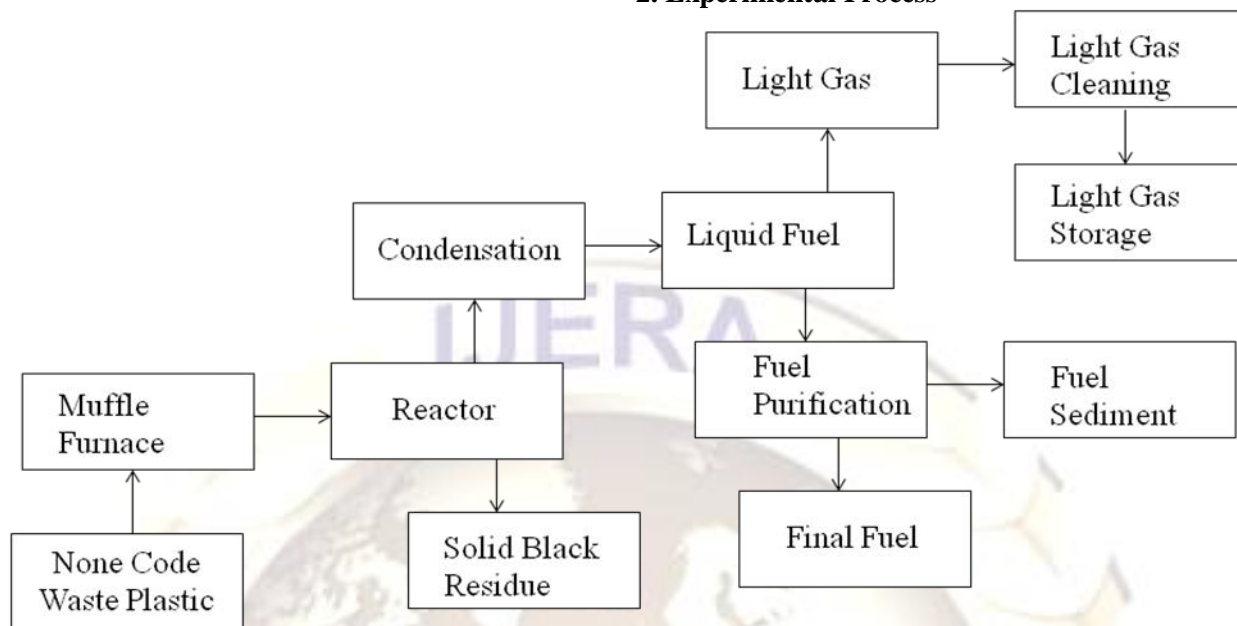 2. Experimental Process
Light Gas
Light Gas
Cleaning
Light Gas
Storage
Condensation
Liquid Fuel
Muffle
Furnace
Reactor
Fuel
Purification
Fuel
Sediment
None Code
Waste Plastic
Solid Black
Residue
Final Fuel
IJERA